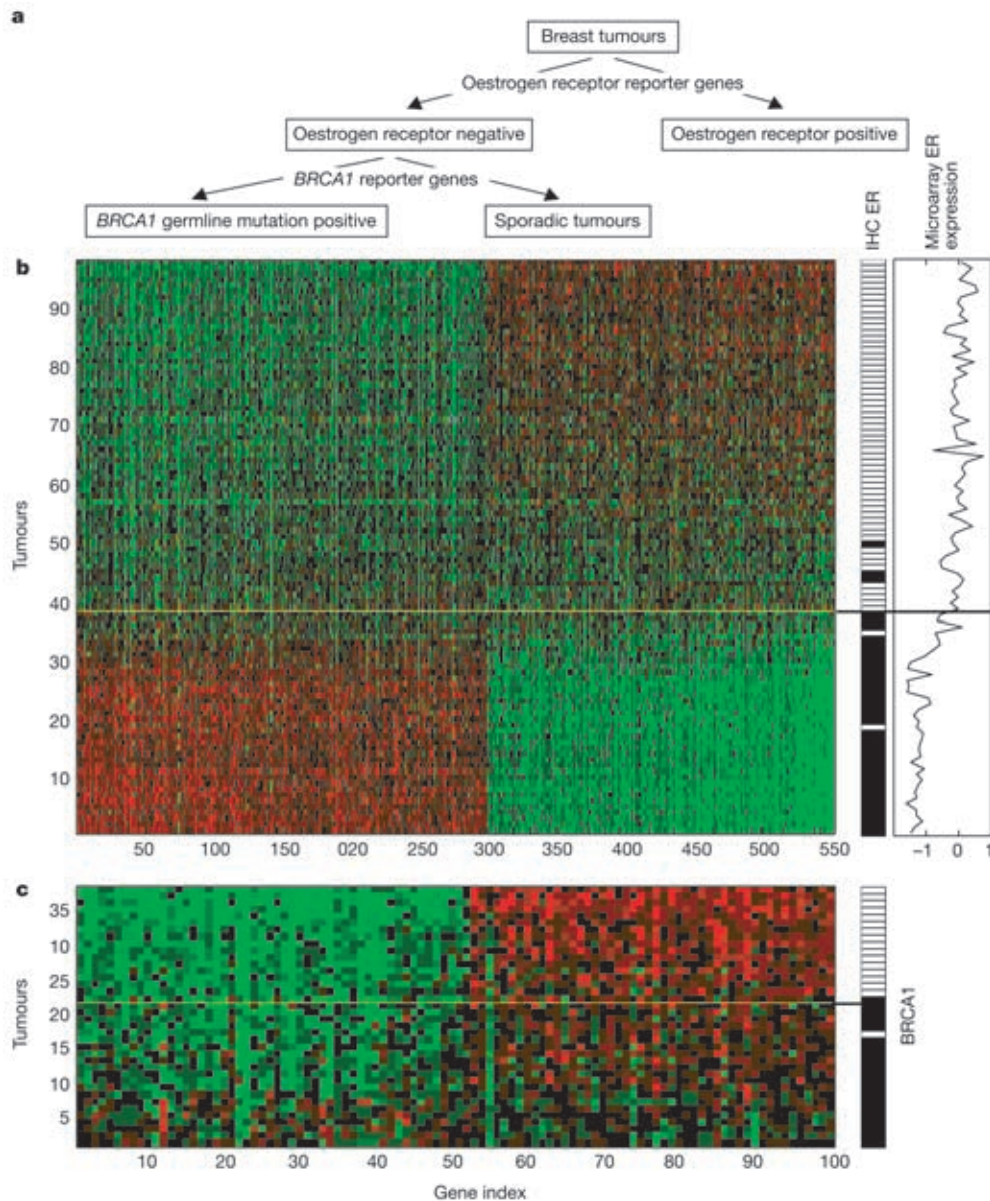 a
Breast tumours
Oestrogen receptor reporter genes
Oestrogen receptor negative
Oestrogen receptor positive
BRCA1 reporter genes
BRCA1 germline mutation positive
Sporadic tumours
IHC ER
Microarray ER
expression
b
90
80
70
60
50
40
30
20
10
Tumours
50 100 020 250 300 350 400 450 500 550
−1 0 1
c
35
10
25
20
15
10
5
Tumours
BRCA1
10 20 30 40 50 60 70 80 90 100
Gene index